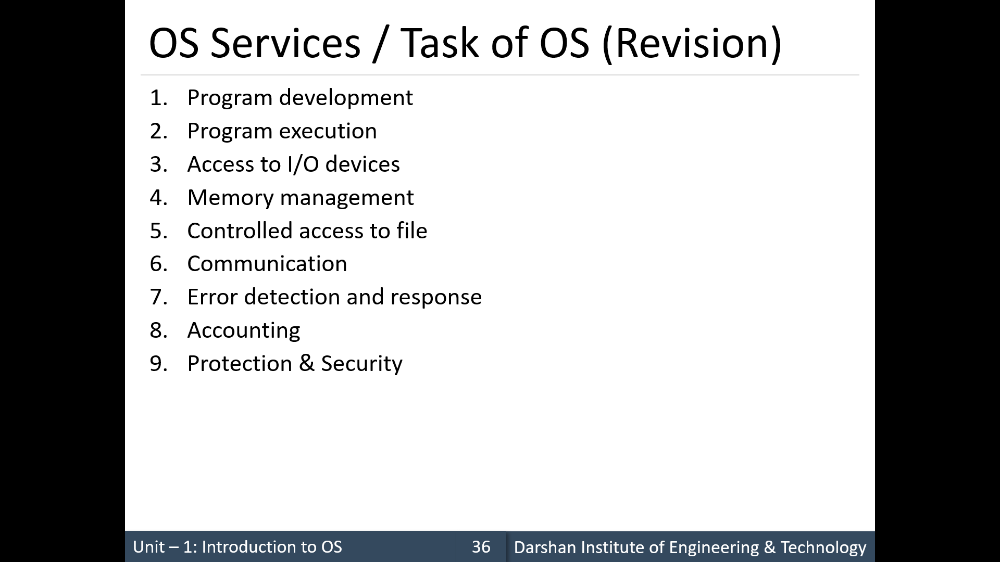 OS Services / Task of OS (Revision)
1. Program development
2. Program execution
3. Access to I/O devices
4. Memory management
5. Controlled access to file
6. Communication
7. Error detection and response
8. Accounting
9. Protection & Security
Unit – 1: Introduction to OS 36 Darshan Institute of Engineering & Technology